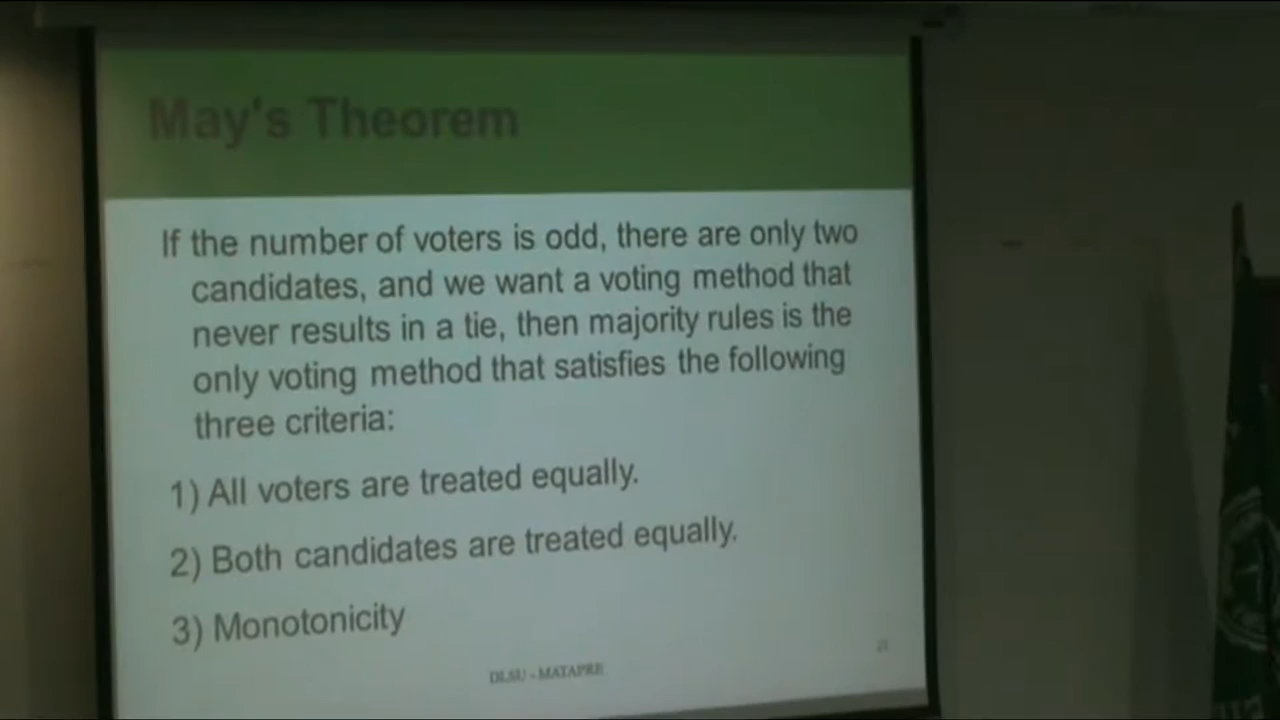 May's Theorem
If the number of voters is odd, there are only two
candidates, and we want a voting method that
never results in a tie, then majority rules is the
only voting method that satisfies the following
three criteria:
1) All voters are treated equally.
2) Both candidates are treated equally.
3) Monotonicity
DLSU - MATAPRE